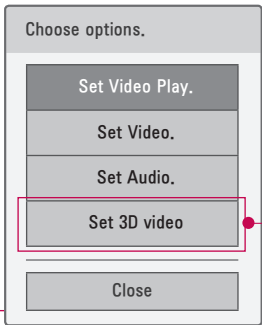 Choose options.
Set Video Play.
Set Video.
Set Audio.
Set 3D video
Close